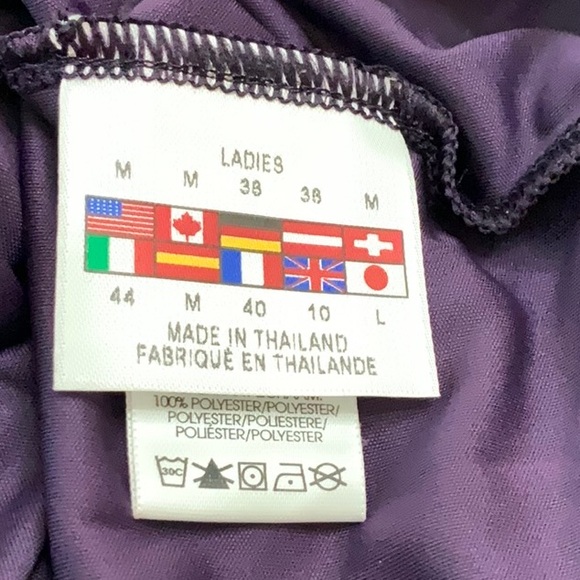 LADIES
M M 38 38 M
44 M 40 10 L
MADE IN THAILAND
FABRIQUÉ EN THAILANDE
100% POLYESTER/POLYESTER/
POLYESTER/POLIESTERE/
POLIÉSTER/POLYESTER
30C